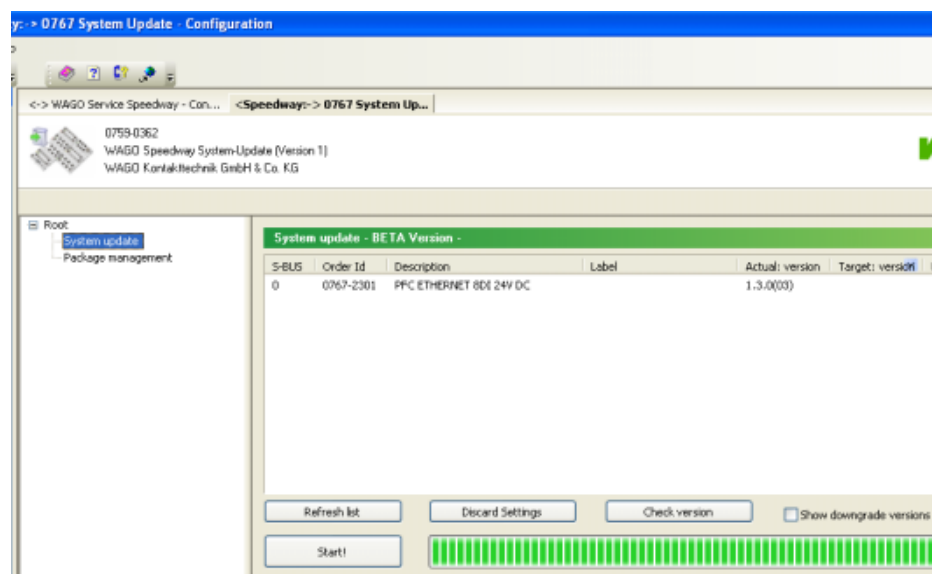 y:-> 0767 System Update - Configuration
<-> WAGO Service Speedway - Con... <Speedway:-> 0767 System Up...
0759-0362
WAGO Speedway System-Update (Version 1)
WAGO Kontakttechnik GmbH & Co. KG
Root
System update
Package management
System update - BETA Version -
S-BUS Order Id Description Label Actual: version Target: version
0 0767-2301 PFC ETHERNET 8DI 24V DC 1.3.0(03)
Refresh list Discard Settings Check version Show downgrade versions
Start!